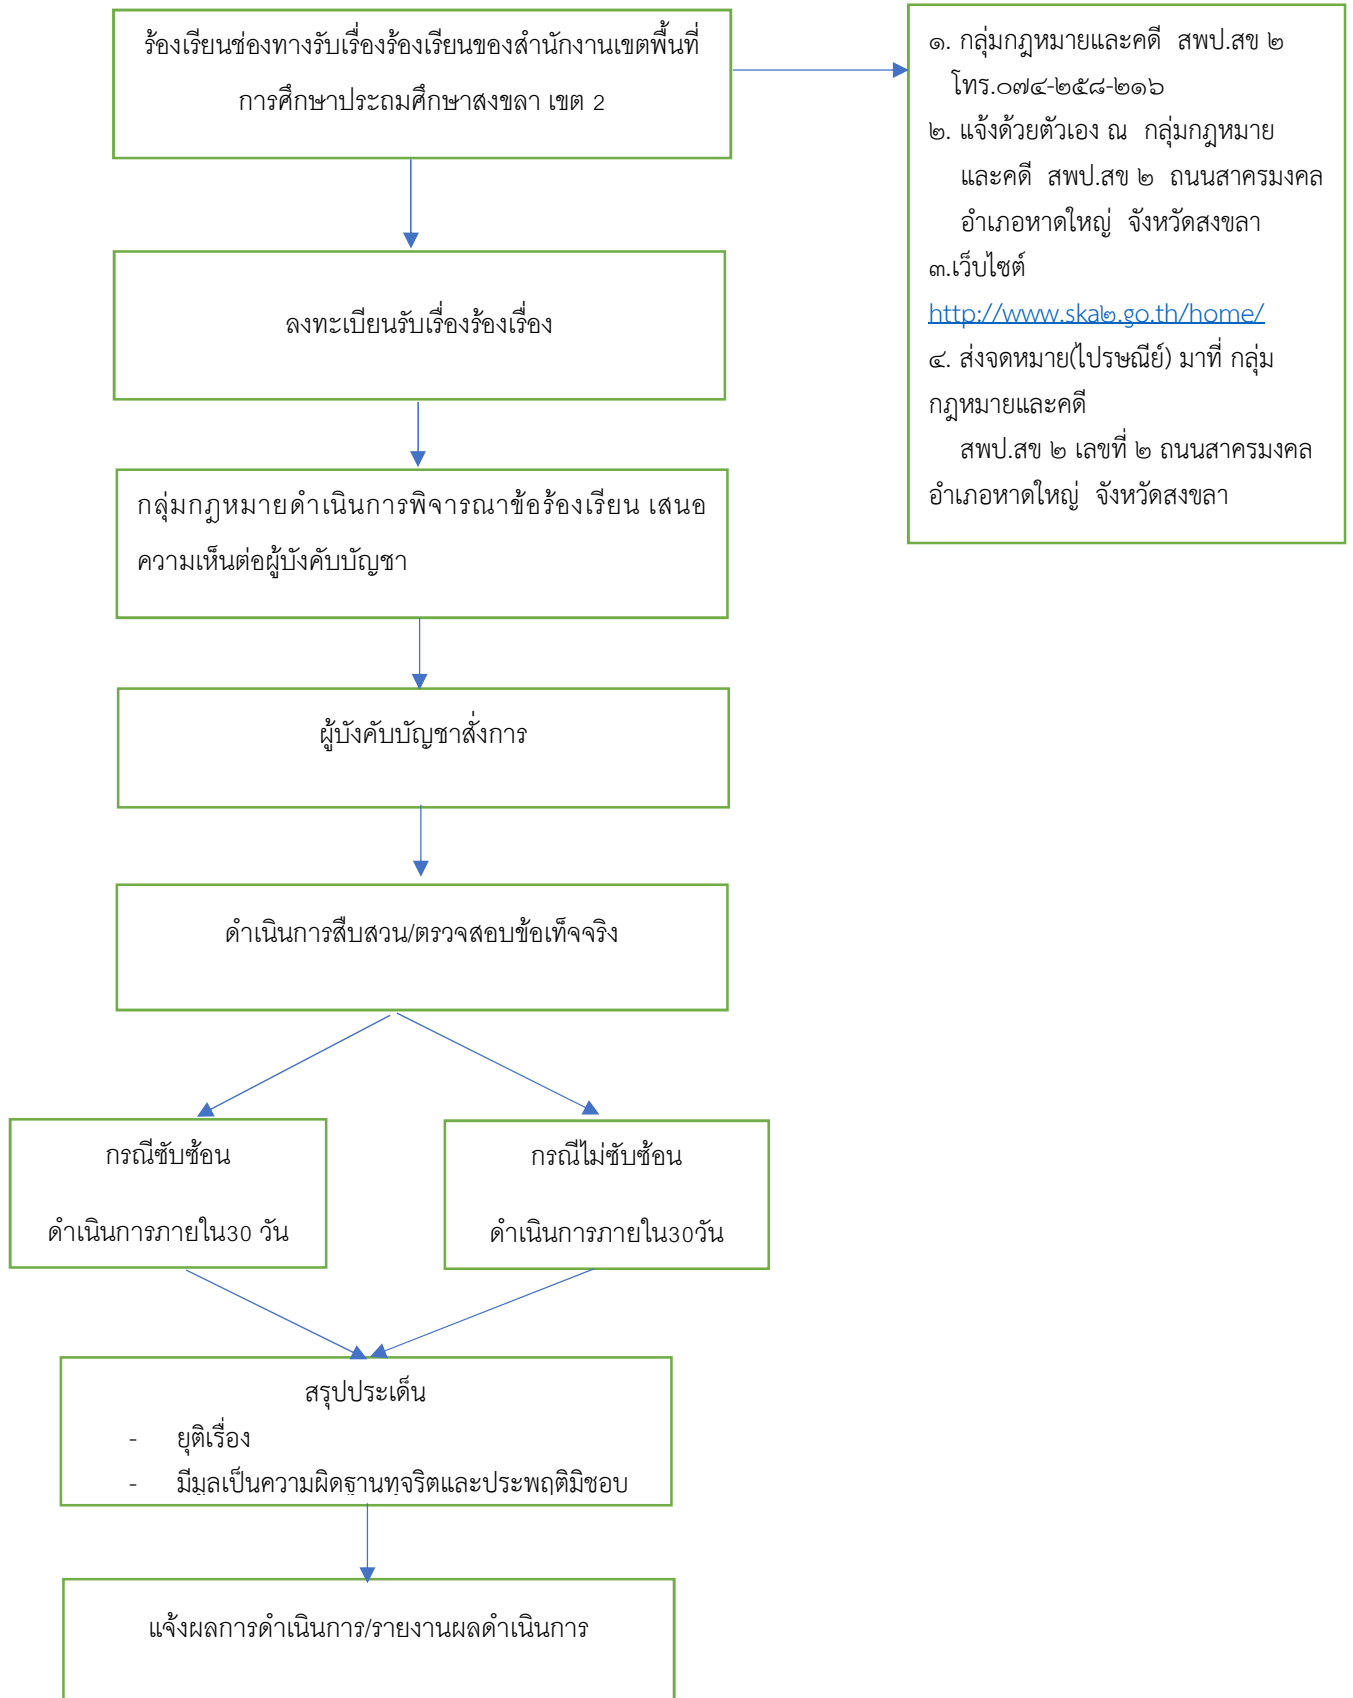 ร้องเรียนช่องทางรับเรื่องร้องเรียนของสำนักงานเขตพื้นที่
การศึกษาประถมศึกษาสงขลา เขต 2
๑. กลุ่มกฎหมายและคดี สพป.สข ๒
โทร.๐๗๔-๒๕๘-๒๑๖
๒. แจ้งด้วยตัวเอง ณ กลุ่มกฎหมาย
และคดี สพป.สข ๒ ถนนสาครมงคล
อำเภอหาดใหญ่ จังหวัดสงขลา
๓.เว็บไซต์
http://www.ska๒.go.th/home/
๔. ส่งจดหมาย(ไปรษณีย์) มาที่ กลุ่ม
กฎหมายและคดี
สพป.สข ๒ เลขที่ ๒ ถนนสาครมงคล
อำเภอหาดใหญ่ จังหวัดสงขลา
ลงทะเบียนรับเรื่องร้องเรื่อง
กลุ่มกฎหมายดำเนินการพิจารณาข้อร้องเรียน เสนอ
ความเห็นต่อผู้บังคับบัญชา
ผู้บังคับบัญชาสั่งการ
ดำเนินการสืบสวน/ตรวจสอบข้อเท็จจริง
กรณีซับซ้อน
ดำเนินการภายใน30 วัน
กรณีไม่ซับซ้อน
ดำเนินการภายใน30วัน
สรุปประเด็น
- ยุติเรื่อง
- มีมูลเป็นความผิดฐานทุจริตและประพฤติมิชอบ
แจ้งผลการดำเนินการ/รายงานผลดำเนินการ